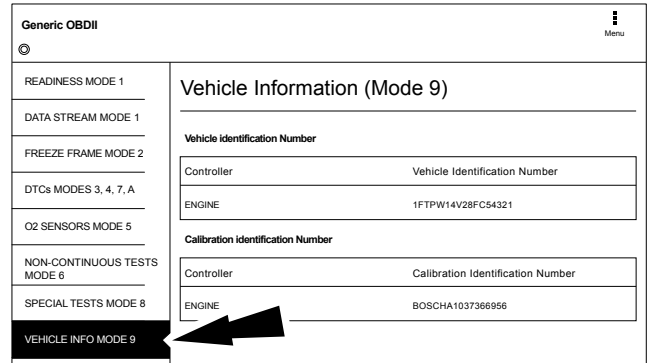 Generic OBDII
Menu
READINESS MODE 1
DATA STREAM MODE 1
FREEZE FRAME MODE 2
DTCs MODES 3, 4, 7, A
O2 SENSORS MODE 5
NON-CONTINUOUS TESTS
MODE 6
SPECIAL TESTS MODE 8
VEHICLE INFO MODE 9
Vehicle Information (Mode 9)
Vehicle identification Number
Controller Vehicle Identification Number
ENGINE 1FTPW14V28FC54321
Calibration identification Number
Controller Calibration Identification Number
ENGINE BOSCHA1037366956